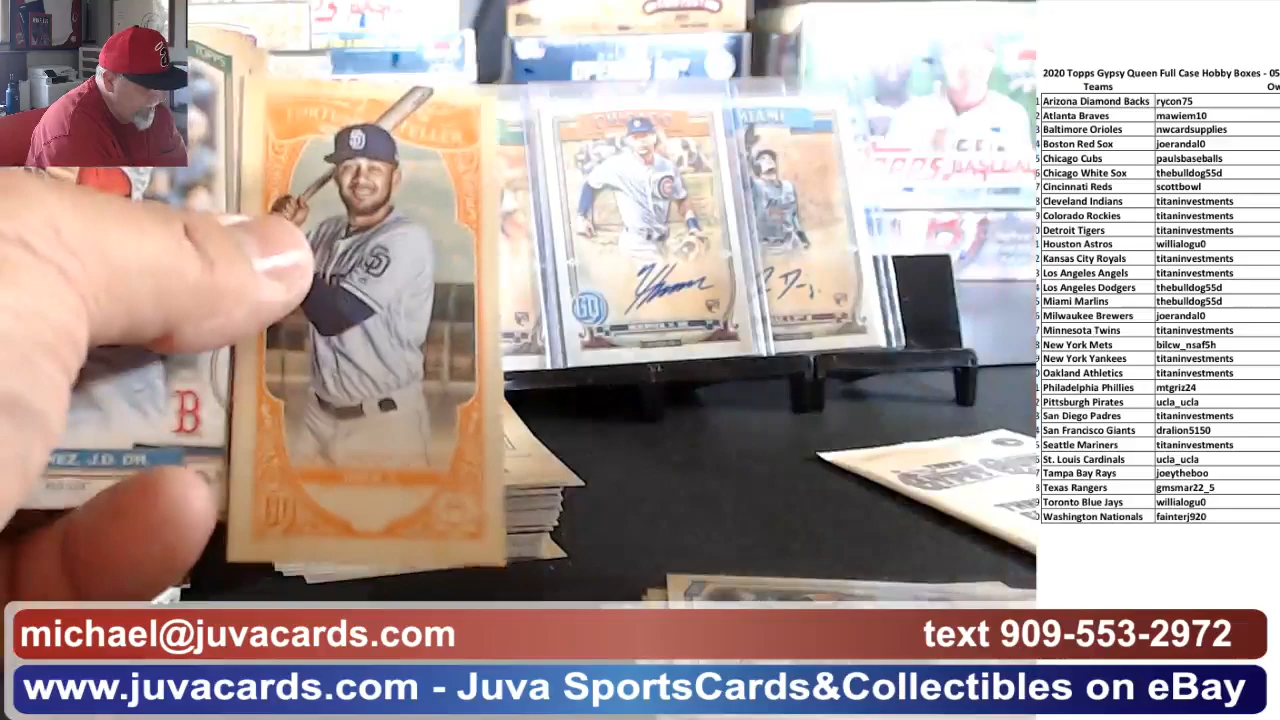 2020 Topps Gypsy Queen Full Case Hobby Boxes - 05
Teams Ow
Arizona Diamond Backs rycon75
Atlanta Braves mawiem10
Baltimore Orioles nwcardsupplies
Boston Red Sox joerandal0
Chicago Cubs paulsbaseballs
Chicago White Sox thebulldog55d
Cincinnati Reds scottbowl
Cleveland Indians titaninvestments
Colorado Rockies titaninvestments
Detroit Tigers titaninvestments
Houston Astros willialogu0
Kansas City Royals titaninvestments
Los Angeles Angels titaninvestments
Los Angeles Dodgers thebulldog55d
Miami Marlins thebulldog55d
Milwaukee Brewers joerandal0
Minnesota Twins titaninvestments
New York Mets bilcw_nsaf5h
New York Yankees titaninvestments
Oakland Athletics titaninvestments
Philadelphia Phillies mtgriz24
Pittsburgh Pirates ucla_ucla
San Diego Padres titaninvestments
San Francisco Giants dralion5150
Seattle Mariners titaninvestments
St. Louis Cardinals ucla_ucla
Tampa Bay Rays joeytheboo
Texas Rangers gmsmar22_5
Toronto Blue Jays willialogu0
Washington Nationals fainterj920
TOPPS
SD
GQ
B
michael@juvacards.com
text 909-553-2972
www.juvacards.com - Juva SportsCards&Collectibles on eBay